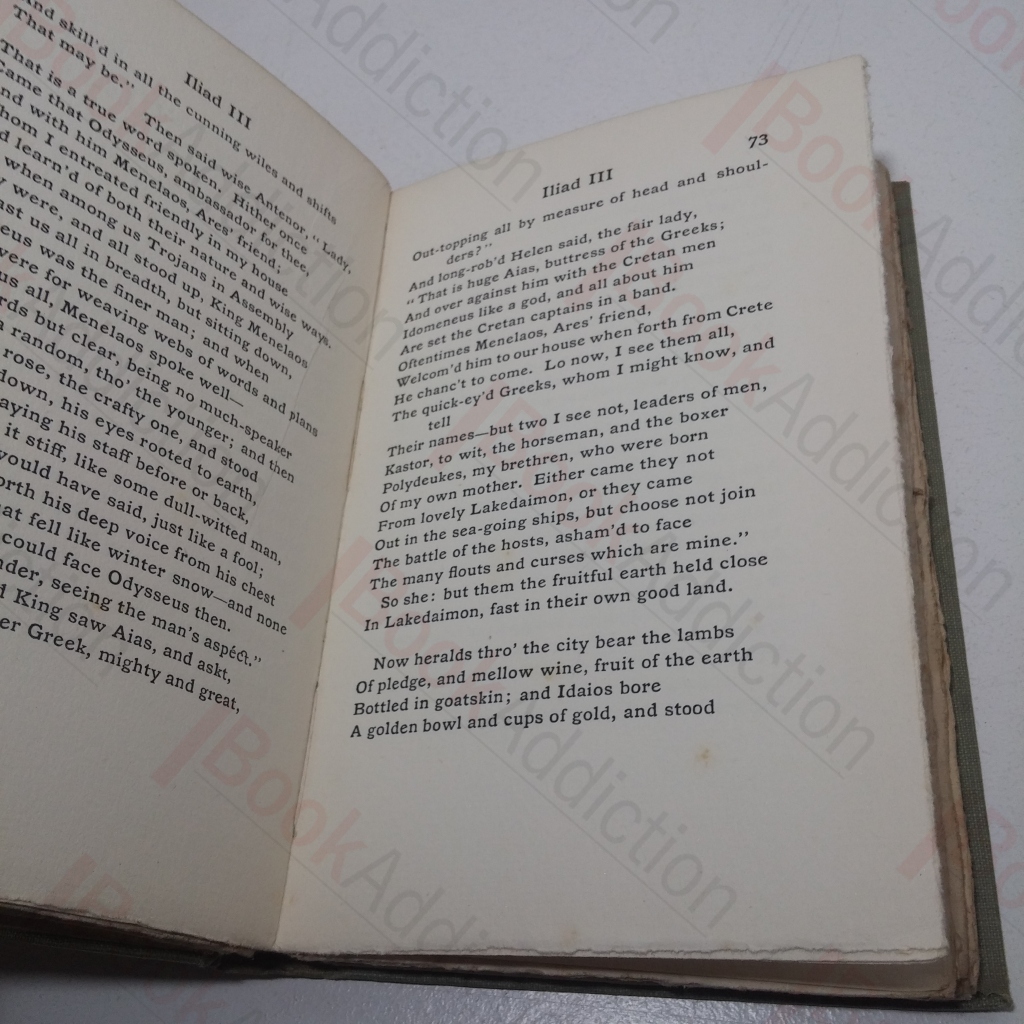 Iliad III
And skill'd in all the cunning wiles and shifts
That may be." Then said wise Antenor, "Lady,
That is a true word spoken. Hither once
Came that Odysseus, ambassador for thee,
And with him Menelaos, Ares' friend;
Whom I entreated friendly in my house
learn'd of both their nature and wise ways.
when among us Trojans in Assembly
were, and all stood up, King Menelaos
us all in breadth, but sitting down,
was the finer man; and when
were for weaving webs of words and plans
us all, Menelaos spoke well—
but clear, being no much-speaker
random, tho' the younger; and then
rose, the crafty one, and stood
down, his eyes rooted to earth,
his staff before or back,
it stiff, like some dull-witted man,
would have said, just like a fool;
his deep voice from his chest
fell like winter snow—and none
could face Odysseus then.
seeing the man's aspéct."
King saw Aias, and askt,
Greek, mighty and great,
Iliad III 73
Out-topping all by measure of head and shoul-
ders?"
And long-rob'd Helen said, the fair lady,
"That is huge Aias, buttress of the Greeks;
And over against him with the Cretan men
Idomeneus like a god, and all about him
Are set the Cretan captains in a band.
Oftentimes Menelaos, Ares' friend,
Welcom'd him to our house when forth from Crete
He chanc't to come. Lo now, I see them all,
The quick-ey'd Greeks, whom I might know, and
tell
Their names—but two I see not, leaders of men,
Kastor, to wit, the horseman, and the boxer
Polydeukes, my brethren, who were born
Of my own mother. Either came they not
From lovely Lakedaimon, or they came
Out in the sea-going ships, but choose not join
The battle of the hosts, asham'd to face
The many flouts and curses which are mine."
So she: but them the fruitful earth held close
In Lakedaimon, fast in their own good land.
Now heralds thro' the city bear the lambs
Of pledge, and mellow wine, fruit of the earth
Bottled in goatskin; and Idaios bore
A golden bowl and cups of gold, and stood
BookAddiction